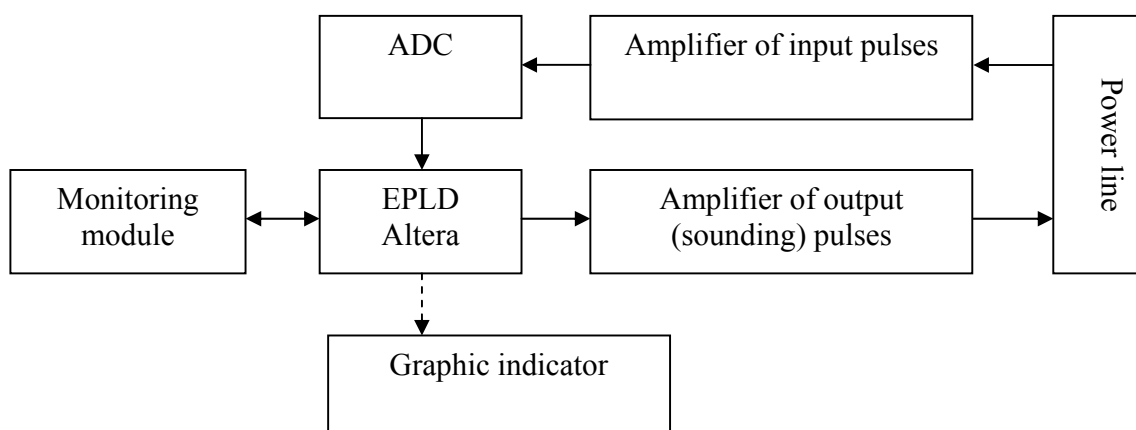 ADC
Amplifier of input pulses
Power line
Monitoring
module
EPLD
Altera
Amplifier of output
(sounding) pulses
Graphic indicator